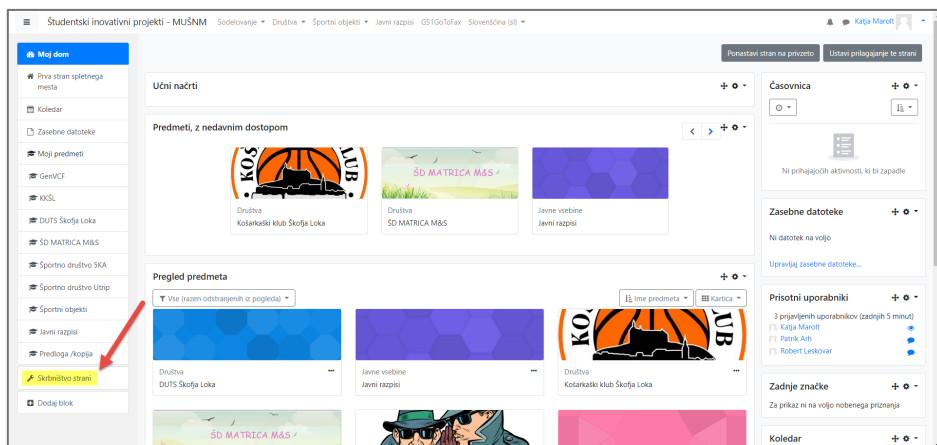 Študentski inovativni projekti - MUŠNM
Sodelovanje
Društva
Športni objekti
Javni razpisi
GS1GoToFax
Slovenščina (sl)
Katja Marolt
Moj dom
Prva stran spletnega
mesta
Koledar
Zasebne datoteke
Moji predmeti
GenVCF
KKŠL
DUTS Škofja Loka
ŠD MATRICA M&S
Športno društvo 5KA
Športno društvo Utrip
Športni objekti
Javni razpisi
Predloga /kopija
Skrbništvo strani
Dodaj blok
Ponastavi stran na privzeto
Ustavi prilagajanje te strani
Učni načrti
Predmeti, z nedavnim dostopom
KOŠ
LUB
Društva
Košarkaški klub Škofja Loka
ŠD MATRICA M&S
Društva
ŠD MATRICA M&S
Javne vsebine
Javni razpisi
Pregled predmeta
Vse (razen odstranjenih iz pogleda)
Ime predmeta
Kartica
Društva
DUTS Škofja Loka
Javne vsebine
Javni razpisi
KOŠ
UB
Društva
Košarkaški klub Škofja Loka
ŠD MATRICA M&S
Časovnica
Ni prihajajočih aktivnosti, ki bi zapadle
Zasebne datoteke
Ni datotek na voljo
Upravljaj zasebne datoteke...
Prisotni uporabniki
3 prijavljenih uporabnikov (zadnjih 5 minut)
Katja Marolt
Patrik Arh
Robert Leskovar
Zadnje značke
Za prikaz ni na voljo nobenega priznanja
Koledar